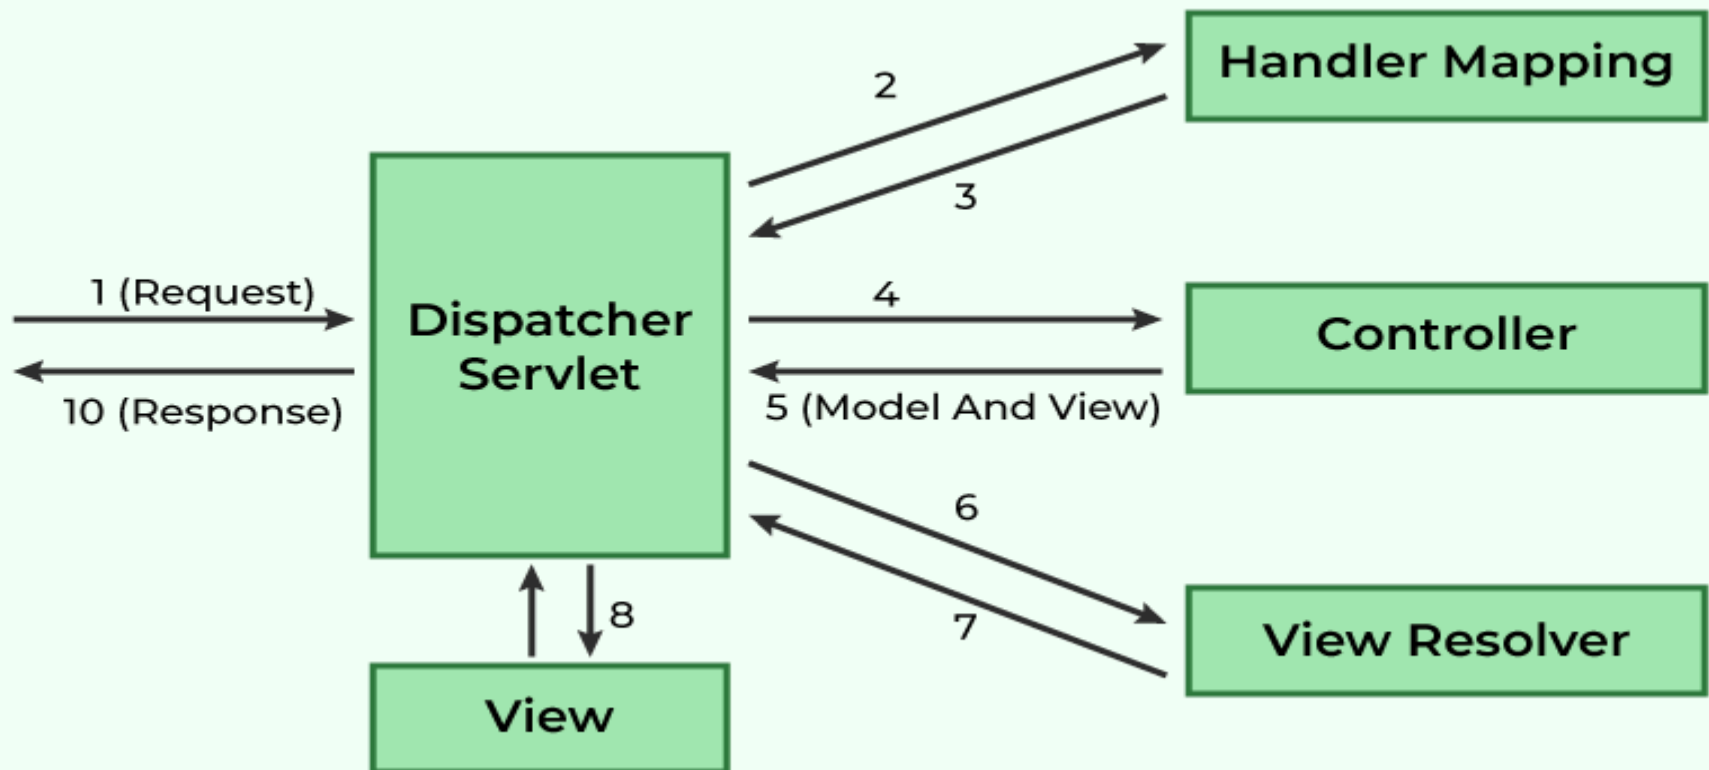 2
Handler Mapping
3
1 (Request)
Dispatcher
Servlet
10 (Response)
4
Controller
5 (Model And View)
6
7
View Resolver
8
View